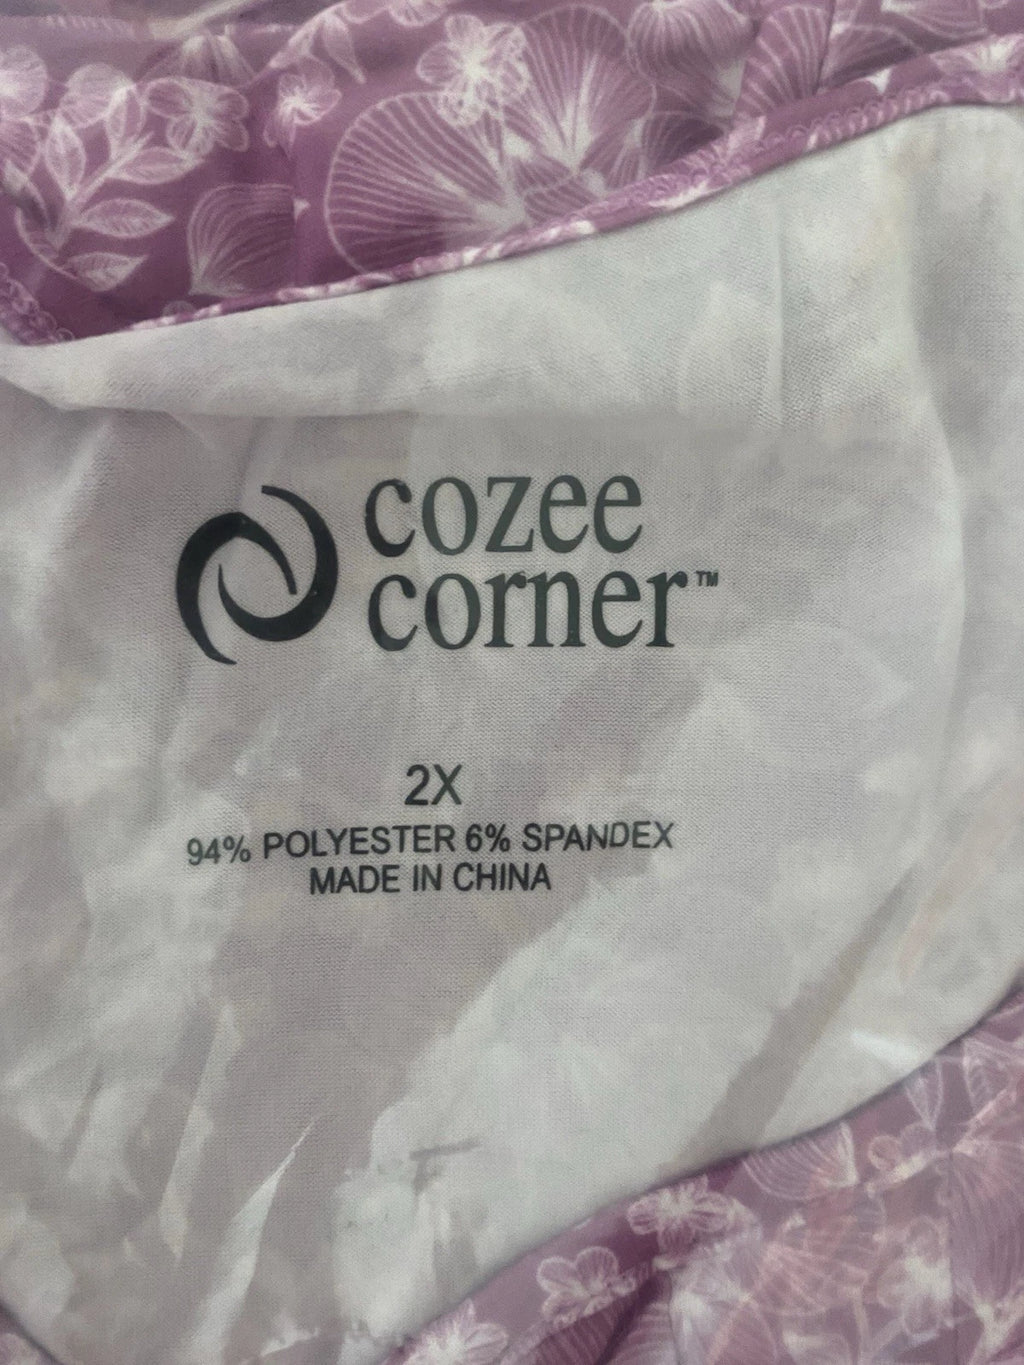 cozee
corner™
2X
94% POLYESTER 6% SPANDEX
MADE IN CHINA